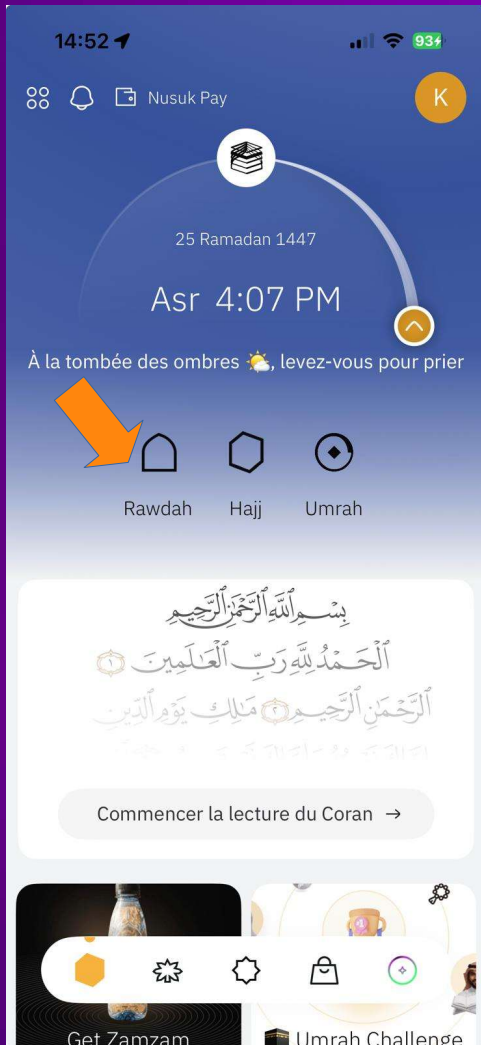 14:52
93
Nusuk Pay
K
25 Ramadan 1447
Asr 4:07 PM
À la tombée des ombres 🌤️, levez-vous pour prier
Rawdah Hajj Umrah
بِسْمِ ٱللَّهِ ٱلرَّحْمَٰنِ ٱلرَّحِيمِ
ٱلْحَمْدُ لِلَّهِ رَبِّ ٱلْعَٰلَمِينَ ١
ٱلرَّحْمَٰنِ ٱلرَّحِيمِ ٢ مَٰلِكِ يَوْمِ ٱلدِّينِ
Commencer la lecture du Coran →
Get Zamzam
Umrah Challenge